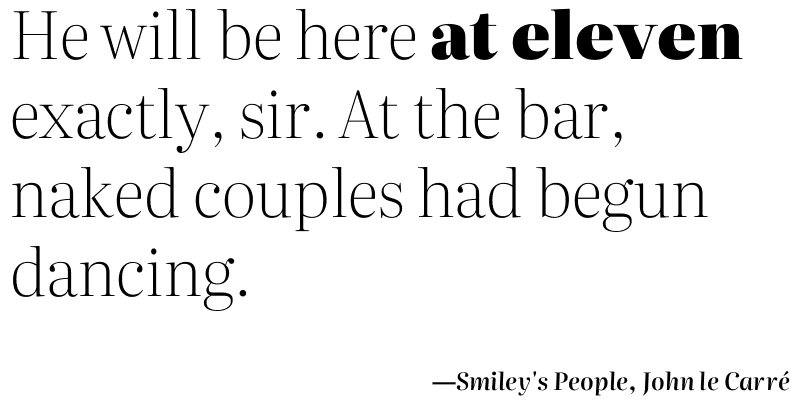 He will be here at eleven
exactly, sir. At the bar,
naked couples had begun
dancing.
—Smiley's People, John le Carré